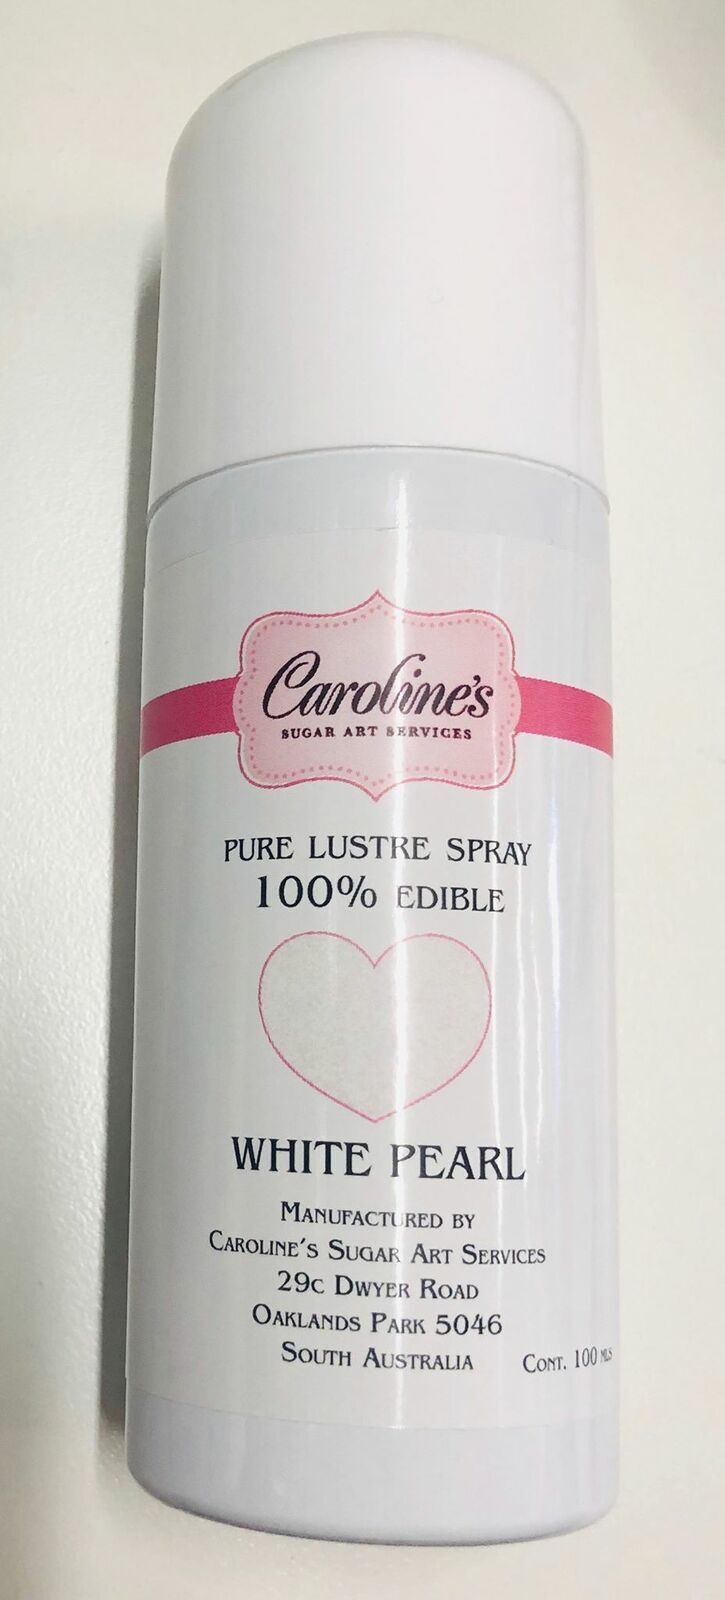 Caroline's
SUGAR ART SERVICES
PURE LUSTRE SPRAY
100% EDIBLE
WHITE PEARL
MANUFACTURED BY
CAROLINE'S SUGAR ART SERVICES
29C DWYER ROAD
OAKLANDS PARK 5046
SOUTH AUSTRALIA
CONT. 100 MLS